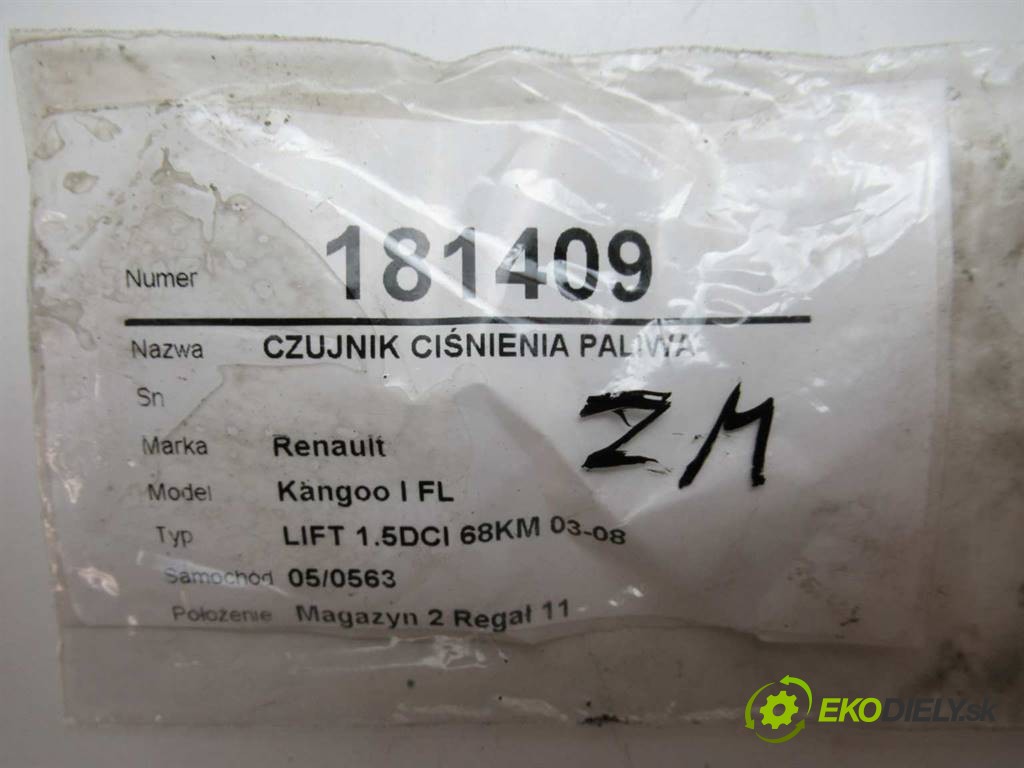 Numer 181409
Nazwa CZUJNIK CIŚNIENIA PALIWA
Sn
Marka Renault
Model Kangoo I FL
Typ LIFT 1.5DCI 68KM 03-08
Samochód 05/0563
Położenie Magazyn 2 Regał 11
ZM
EKODIELY.sk